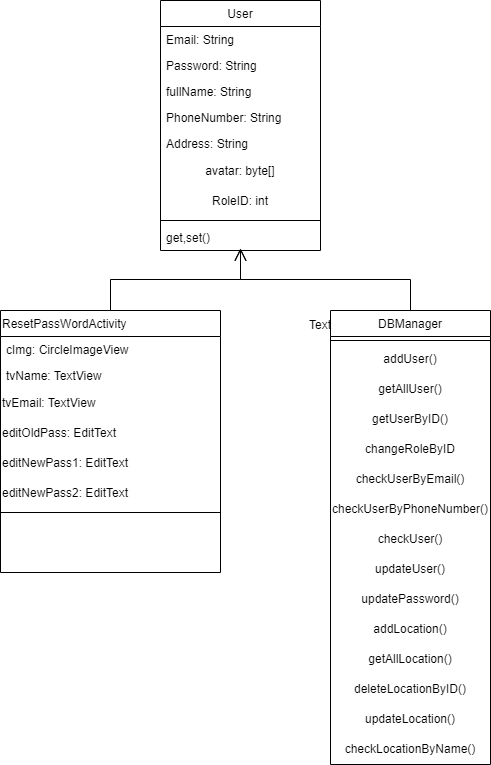 User
Email: String
Password: String
fullName: String
PhoneNumber: String
Address: String
avatar: byte[]
RoleID: int
get,set()
ResetPassWordActivity
cImg: CircleImageView
tvName: TextView
tvEmail: TextView
editOldPass: EditText
editNewPass1: EditText
editNewPass2: EditText
Text
DBManager
addUser()
getAllUser()
getUserByID()
changeRoleByID
checkUserByEmail()
checkUserByPhoneNumber()
checkUser()
updateUser()
updatePassword()
addLocation()
getAllLocation()
deleteLocationByID()
updateLocation()
checkLocationByName()